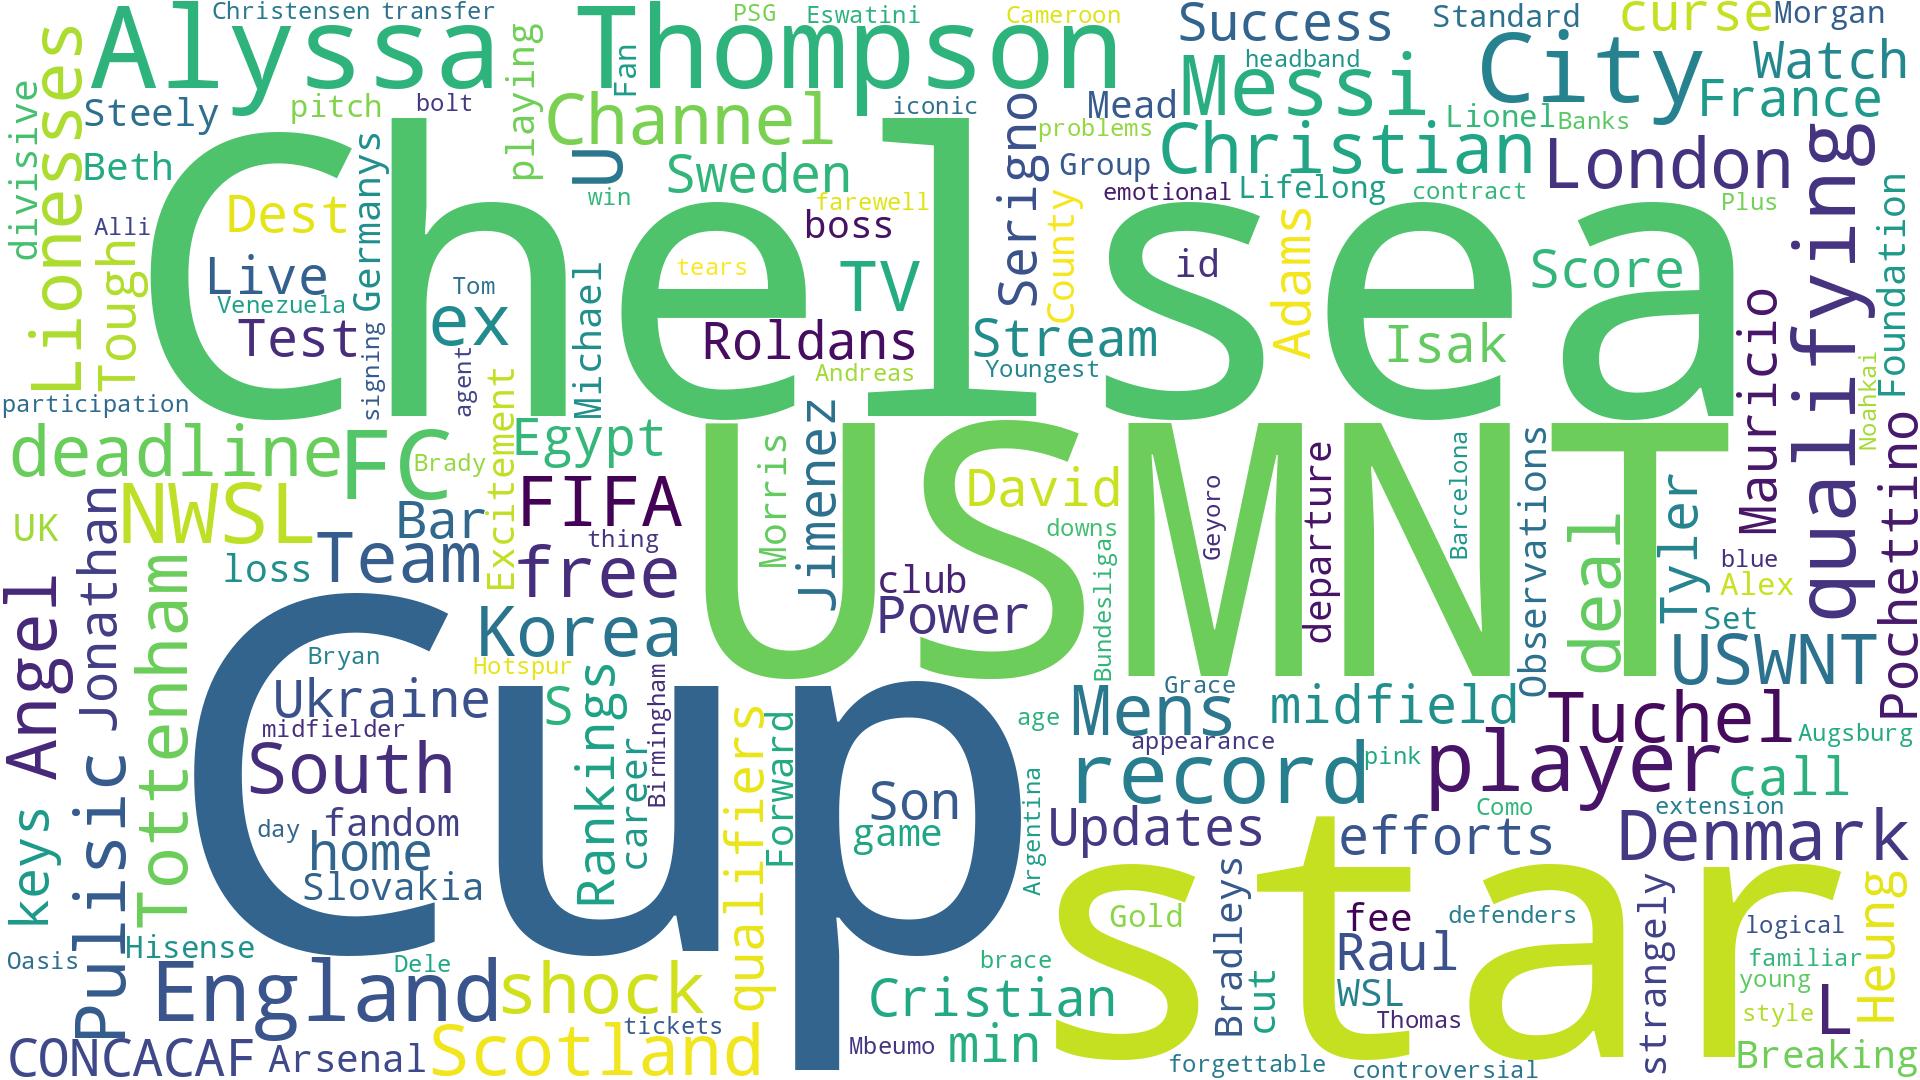 Christensen transfer
PSG
Eswatini
Cameroon
Success
Standard
curse
Morgan
Alyssa
Thompson
playing
Fan
headband
Messi
City
Watch
France
Lionesses
divisive
Steely
pitch
bolt
Channel
iconic
Serigno
Mead
problems
Lionel
Banks
Christian
London
qualifying
Beth
Germanys
U
Sweden
win
farewell
boss
Group
emotional
Lifelong
contract
Plus
Foundation
Alli
Tough
Dest
Chelsea
Live
Venezuela
Test
Tom
ex
signing
agent
Michael
tears
TV
Roldans
Andreas
Stream
Youngest
County
id
Adams
Isak
Score
Mauricio
Noahkai
participation
deadline
FC
Brady
Excitement
Egypt
USMNT
Morris
Jimenez
David
downs
Bundesliga
Geyoro
departure
Barcelona
Observations
deal
Tyler
blue
Alex
Set
USWNT
Pochettino
UK
Jonathan
NWSL
Bar
FIFA
thing
loss
Team
free
club
Power
Angel
Pulisic
Tottenham
Cup
Korea
Hotspur
Bryan
Ukraine
midfielder
South
S
Rankings
Birmingham
career
qualifiers
Forward
age
Grace
Mens
appearance
midfield
record
pink
player
Tuchel
Augsburg
call
keys
day
fandom
home
Slovakia
Son
game
Argentina
Updates
efforts
Como
extension
Denmark
Oasis
Hisense
Dele
England
shock
tickets
CONCACAF
Arsenal
Scotland
brace
Cristian
Mbeumo
min
star
Gold
Bradleys
cut
fee
defenders
Raul
WSL
Thomas
forgettable
controversial
strangely
logical
familiar
young
style
L
Heung
Breaking